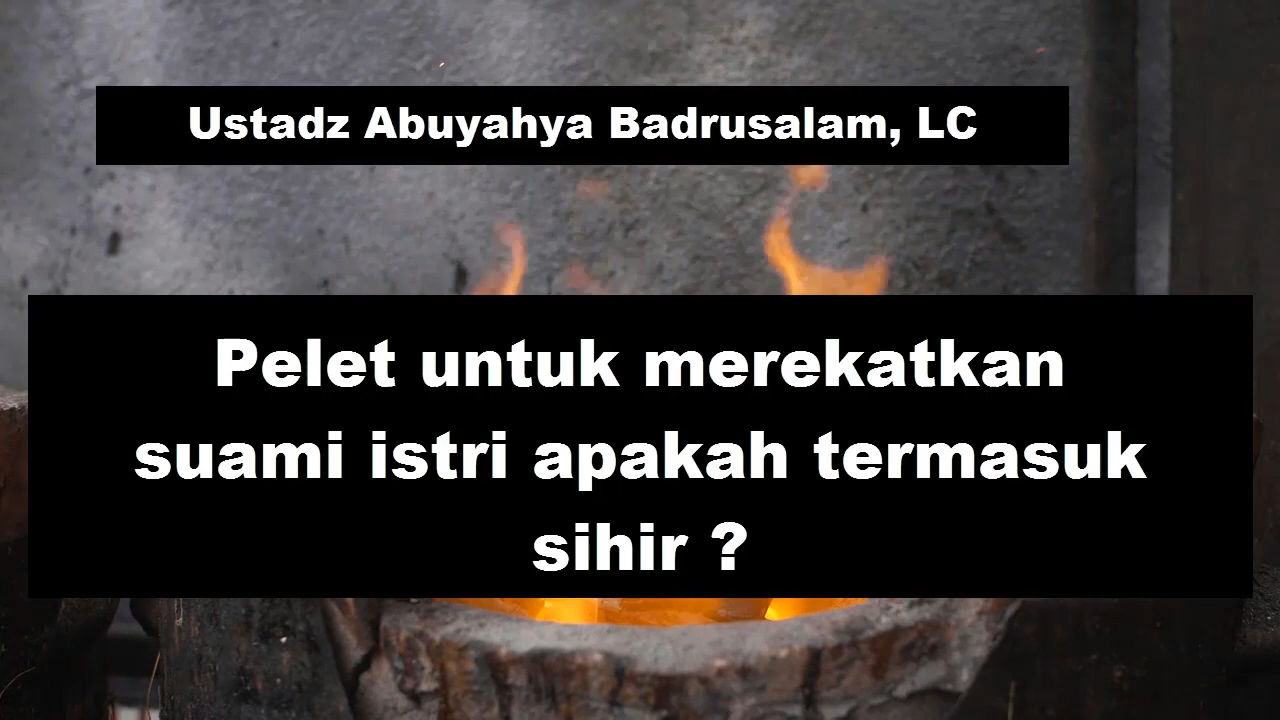 Ustadz Abuyahya Badrusalam, LC
Pelet untuk merekatkan
suami istri apakah termasuk
sihir ?